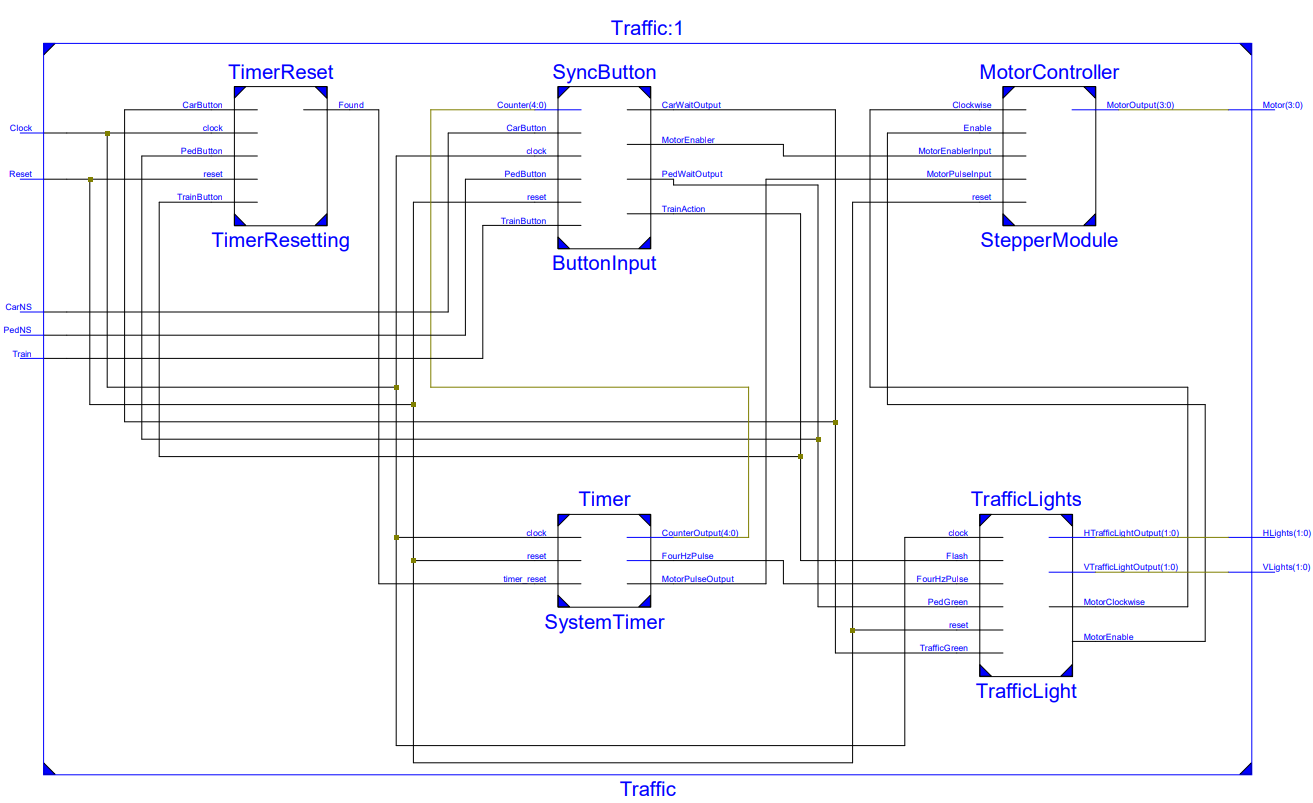 Traffic:1
TimerReset
SyncButton
MotorController
CarButton
Found
Counter(4:0)
CarWaitOutput
Clockwise
MotorOutput(3:0)
Motor(3:0)
Clock
clock
CarButton
MotorEnabler
Enable
PedButton
clock
MotorEnablerInput
Reset
reset
PedButton
PedWaitOutput
MotorPulseInput
TrainButton
reset
TrainAction
reset
TrainButton
TimerResetting
ButtonInput
StepperModule
CarNS
PedNS
Train
Timer
TrafficLights
clock
CounterOutput(4:0)
clock
HTrafficLightOutput(1:0)
HLights(1:0)
reset
FourHzPulse
Flash
VTrafficLightOutput(1:0)
VLights(1:0)
timer_reset
MotorPulseOutput
FourHzPulse
PedGreen
MotorClockwise
SystemTimer
reset
MotorEnable
TrafficGreen
TrafficLight
Traffic